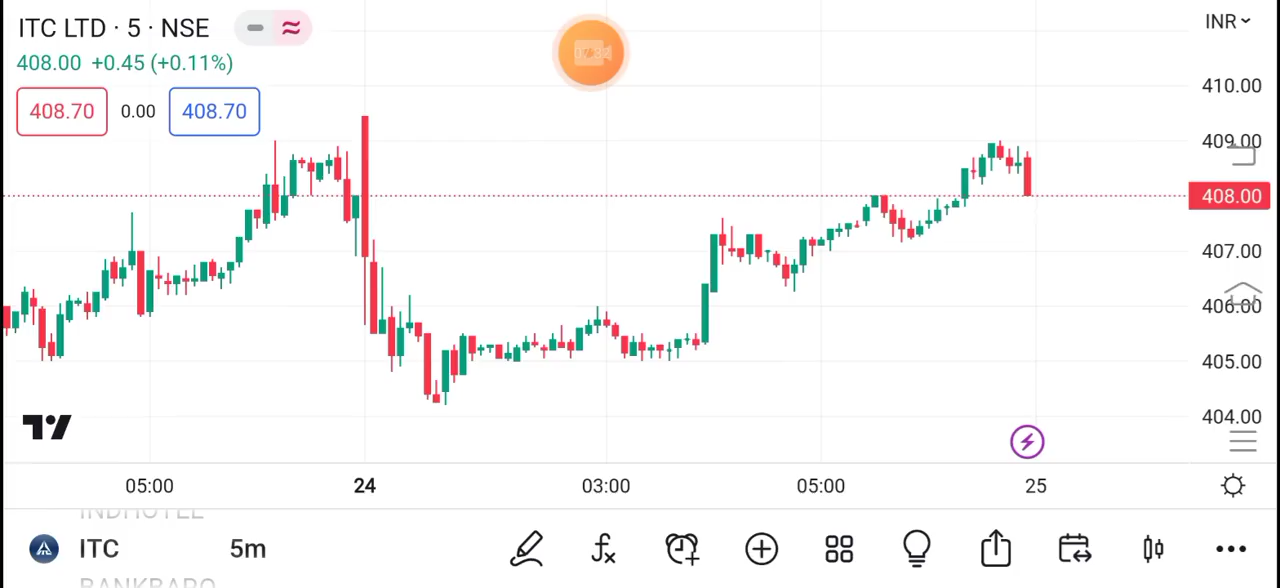 ITC LTD · 5 · NSE
INR
408.00 +0.45 (+0.11%)
408.70 0.00 408.70
410.00
409.00
408.00
407.00
406.00
405.00
404.00
05:00 24 03:00 05:00 25
INDHOTEL
ITC 5m
BANKBARO